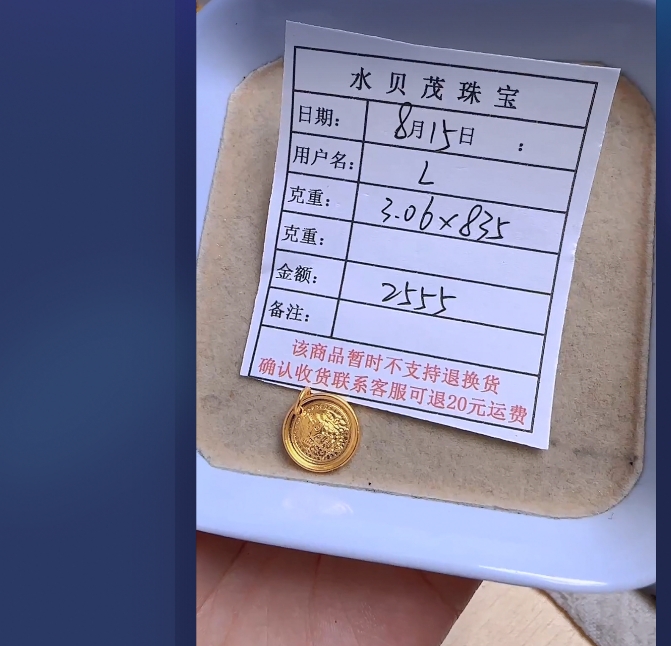 水贝茂珠宝
日期: 8月15日 :
用户名: L
克重: 3.06×835
克重:
金额: 2555
备注:
该商品暂时不支持退换货
确认收货联系客服可退20元运费